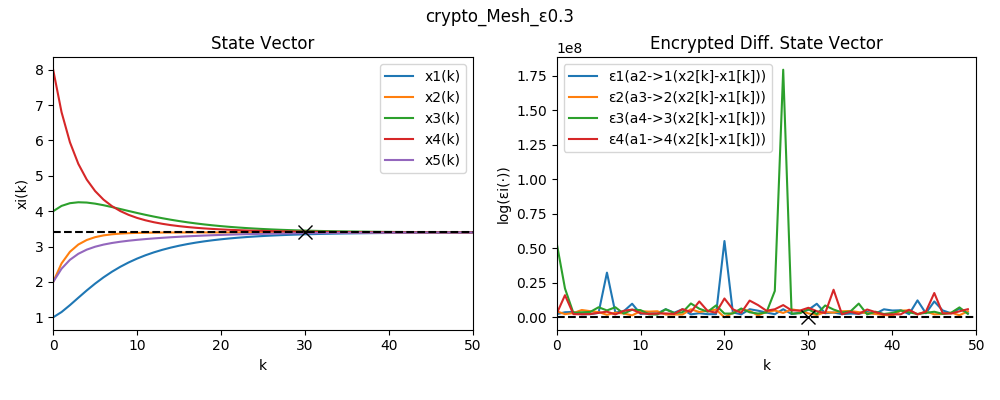 crypto_Mesh_ε0.3
State Vector
8
7
6
5
4
3
2
1
xi(k)
0
10
20
30
40
50
k
x1(k)
x2(k)
x3(k)
x4(k)
x5(k)
Encrypted Diff. State Vector
1e8
1.75
1.50
1.25
1.00
0.75
0.50
0.25
0.00
log(εi(·))
0
10
20
30
40
50
k
ε1(a2->1(x2[k]-x1[k]))
ε2(a3->2(x2[k]-x1[k]))
ε3(a4->3(x2[k]-x1[k]))
ε4(a1->4(x2[k]-x1[k]))